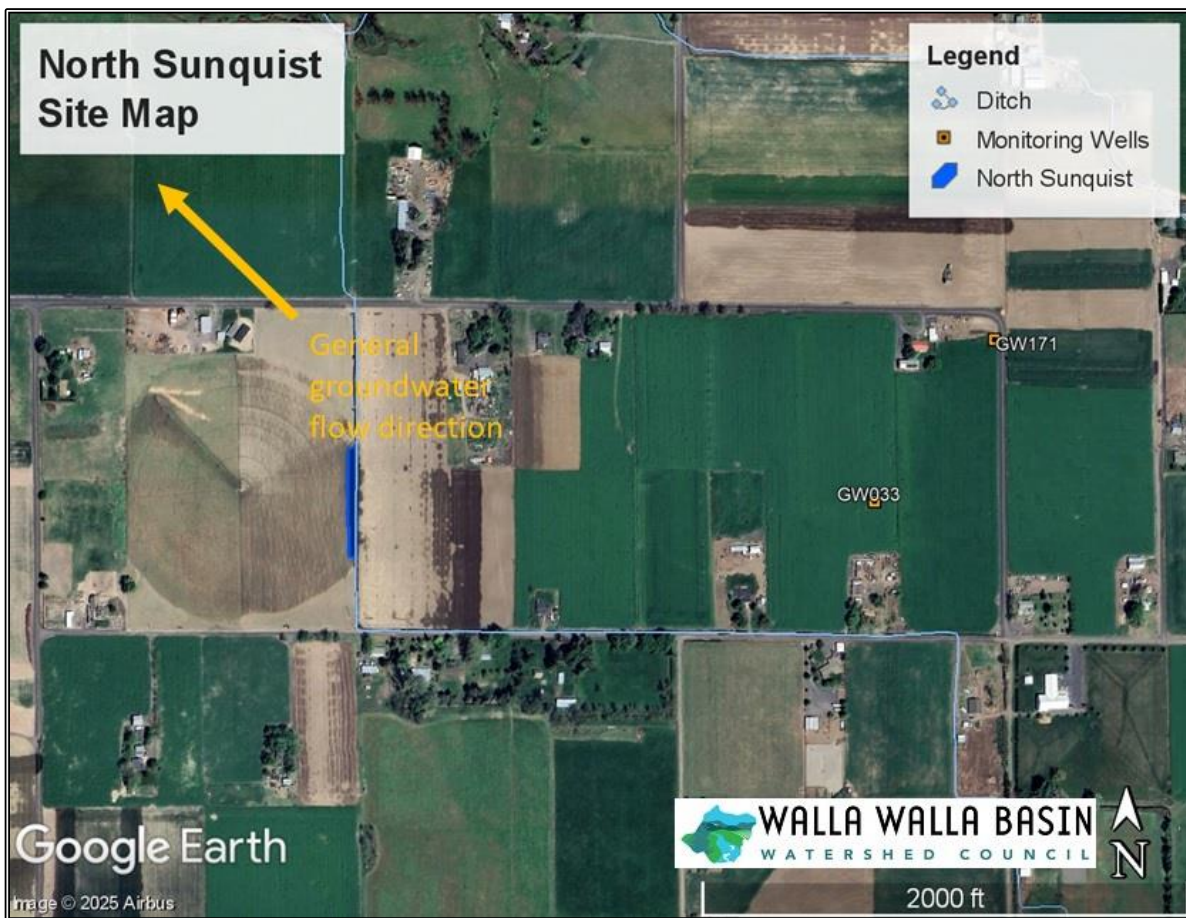 North Sunquist
Site Map
Legend
Ditch
Monitoring Wells
North Sunquist
General
groundwater
flow direction
GW171
GW033
Google Earth
WALLA WALLA BASIN
WATERSHED COUNCIL
N
2000 ft
Image © 2025 Airbus